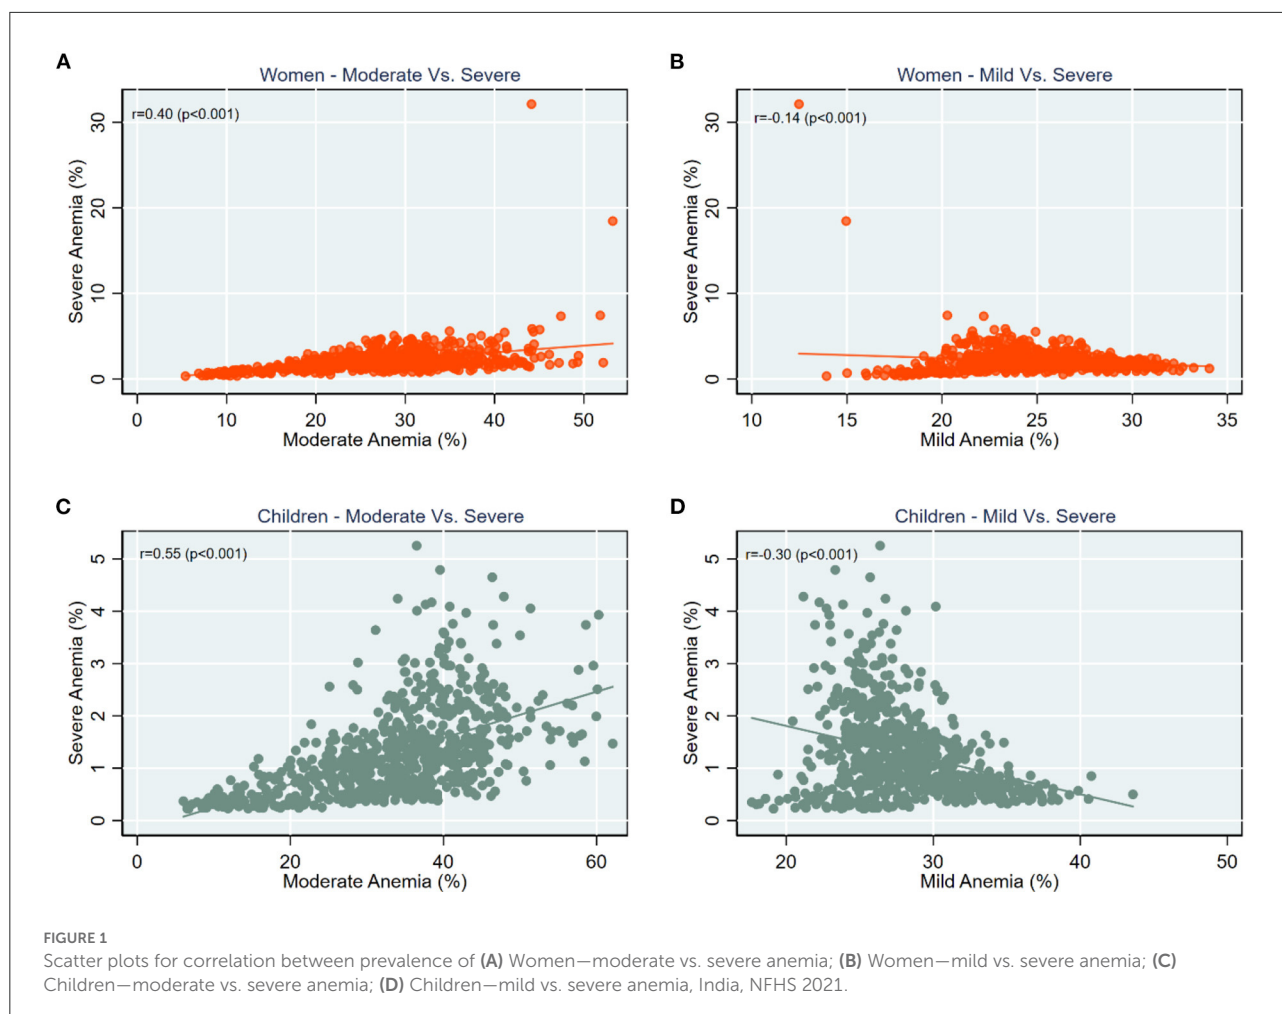 A
Women - Moderate Vs. Severe
r=0.40 (p<0.001)
Severe Anemia (%)
30
20
10
0
0 10 20 30 40 50
Moderate Anemia (%)
B
Women - Mild Vs. Severe
r=-0.14 (p<0.001)
Severe Anemia (%)
30
20
10
0
10 15 20 25 30 35
Mild Anemia (%)
C
Children - Moderate Vs. Severe
r=0.55 (p<0.001)
Severe Anemia (%)
5
4
3
2
1
0
0 20 40 60
Moderate Anemia (%)
D
Children - Mild Vs. Severe
r=-0.30 (p<0.001)
Severe Anemia (%)
5
4
3
2
1
0
20 30 40 50
Mild Anemia (%)
FIGURE 1
Scatter plots for correlation between prevalence of (A) Women—moderate vs. severe anemia; (B) Women—mild vs. severe anemia; (C)
Children—moderate vs. severe anemia; (D) Children—mild vs. severe anemia, India, NFHS 2021.